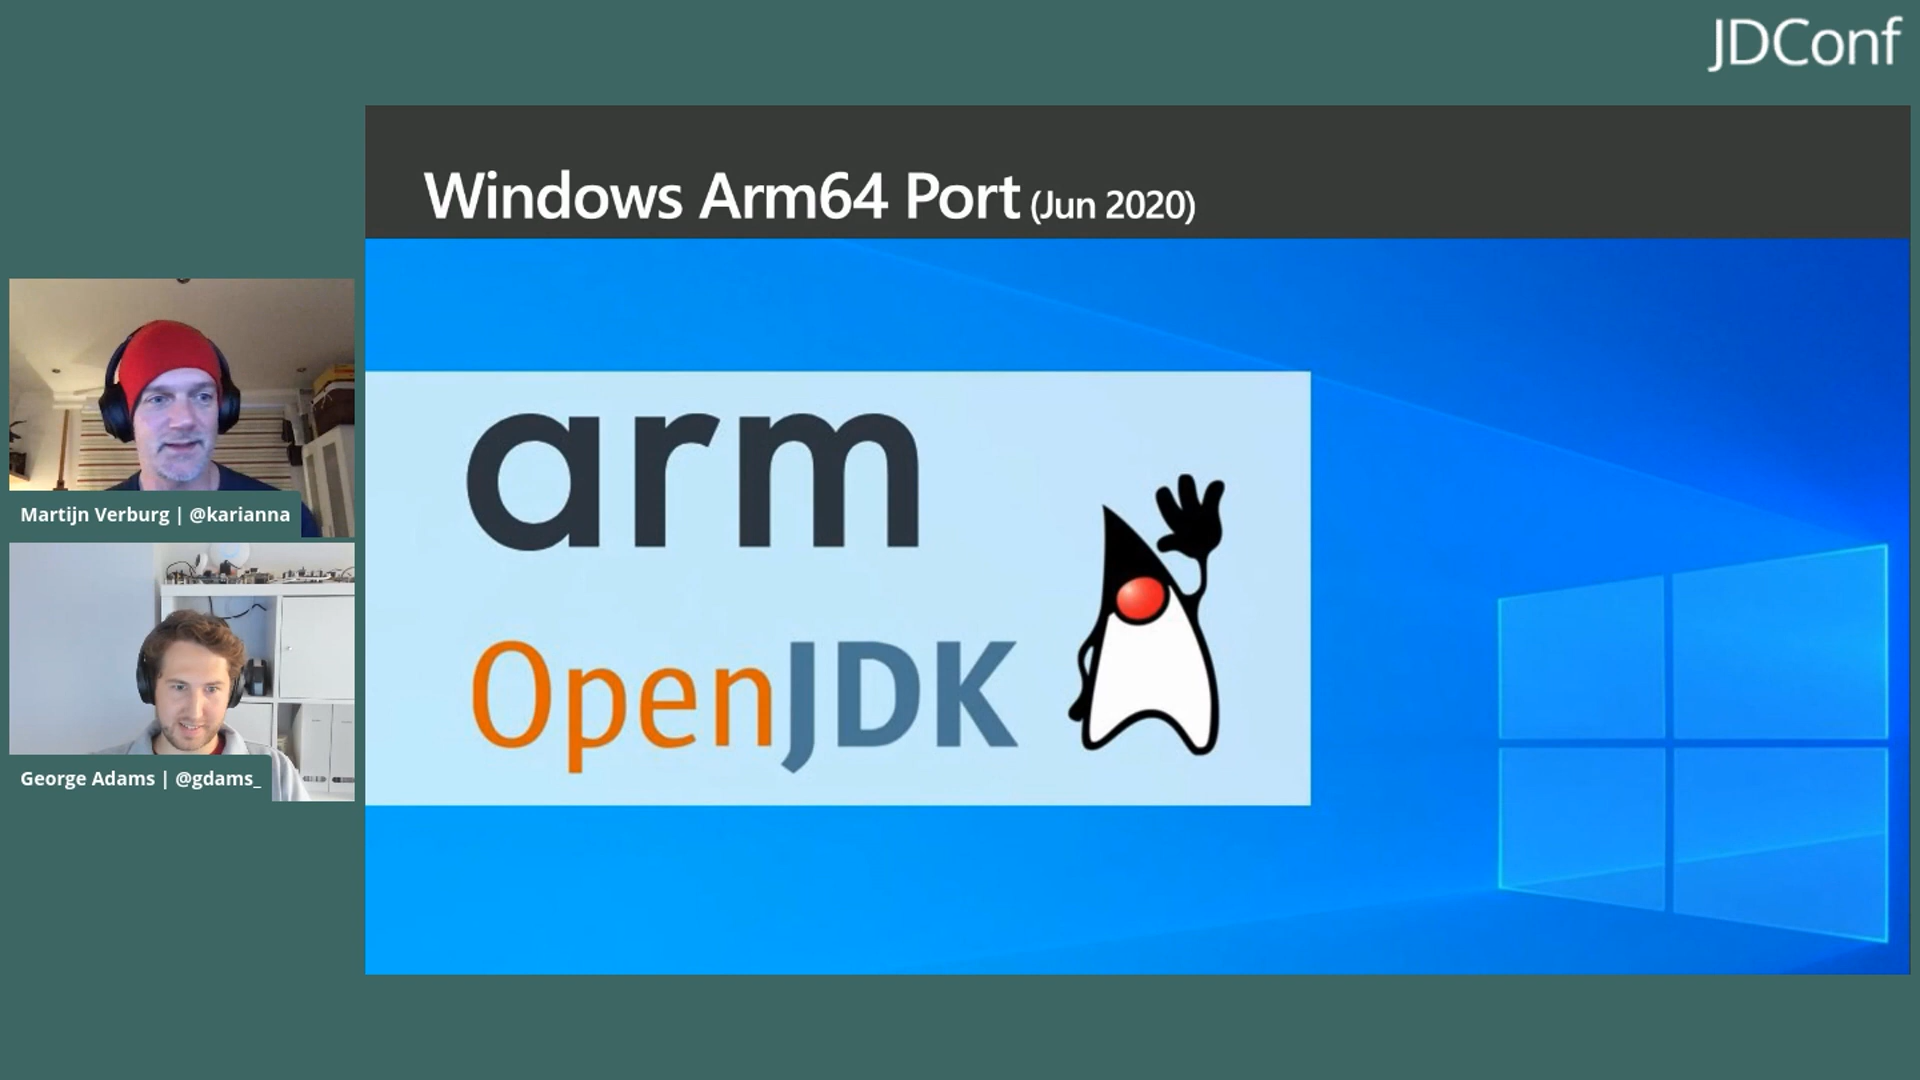 JDConf
Windows Arm64 Port (Jun 2020)
arm
OpenJDK
Martijn Verburg | @karianna
George Adams | @gdams_